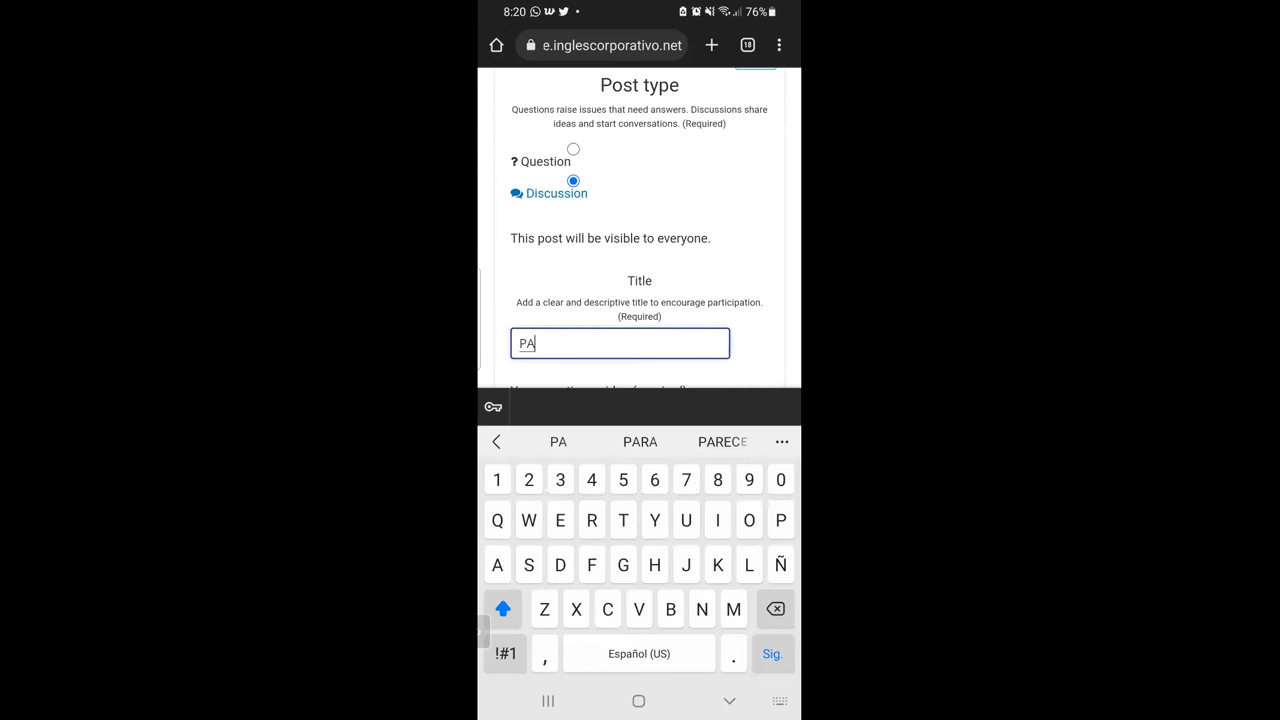 8:20 76%
e.inglescorporativo.net 18
Post type
Questions raise issues that need answers. Discussions share
ideas and start conversations. (Required)
? Question
Discussion
This post will be visible to everyone.
Title
Add a clear and descriptive title to encourage participation.
(Required)
PA
PA PARA PARECE
1 2 3 4 5 6 7 8 9 0
Q W E R T Y U I O P
A S D F G H J K L Ñ
Z X C V B N M
!#1 , Español (US) . Sig.